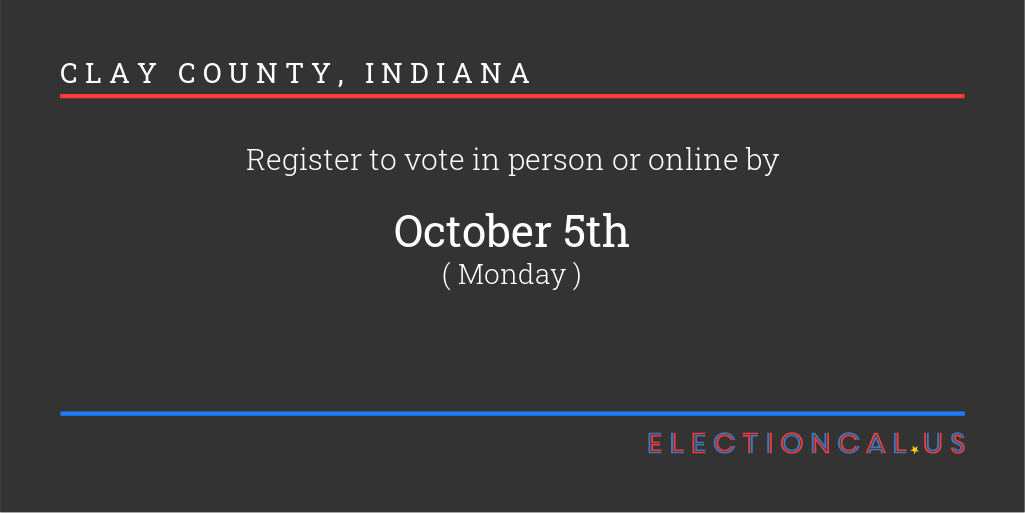 CLAY COUNTY, INDIANA
Register to vote in person or online by
October 5th
( Monday )
ELECTIONCAL.US